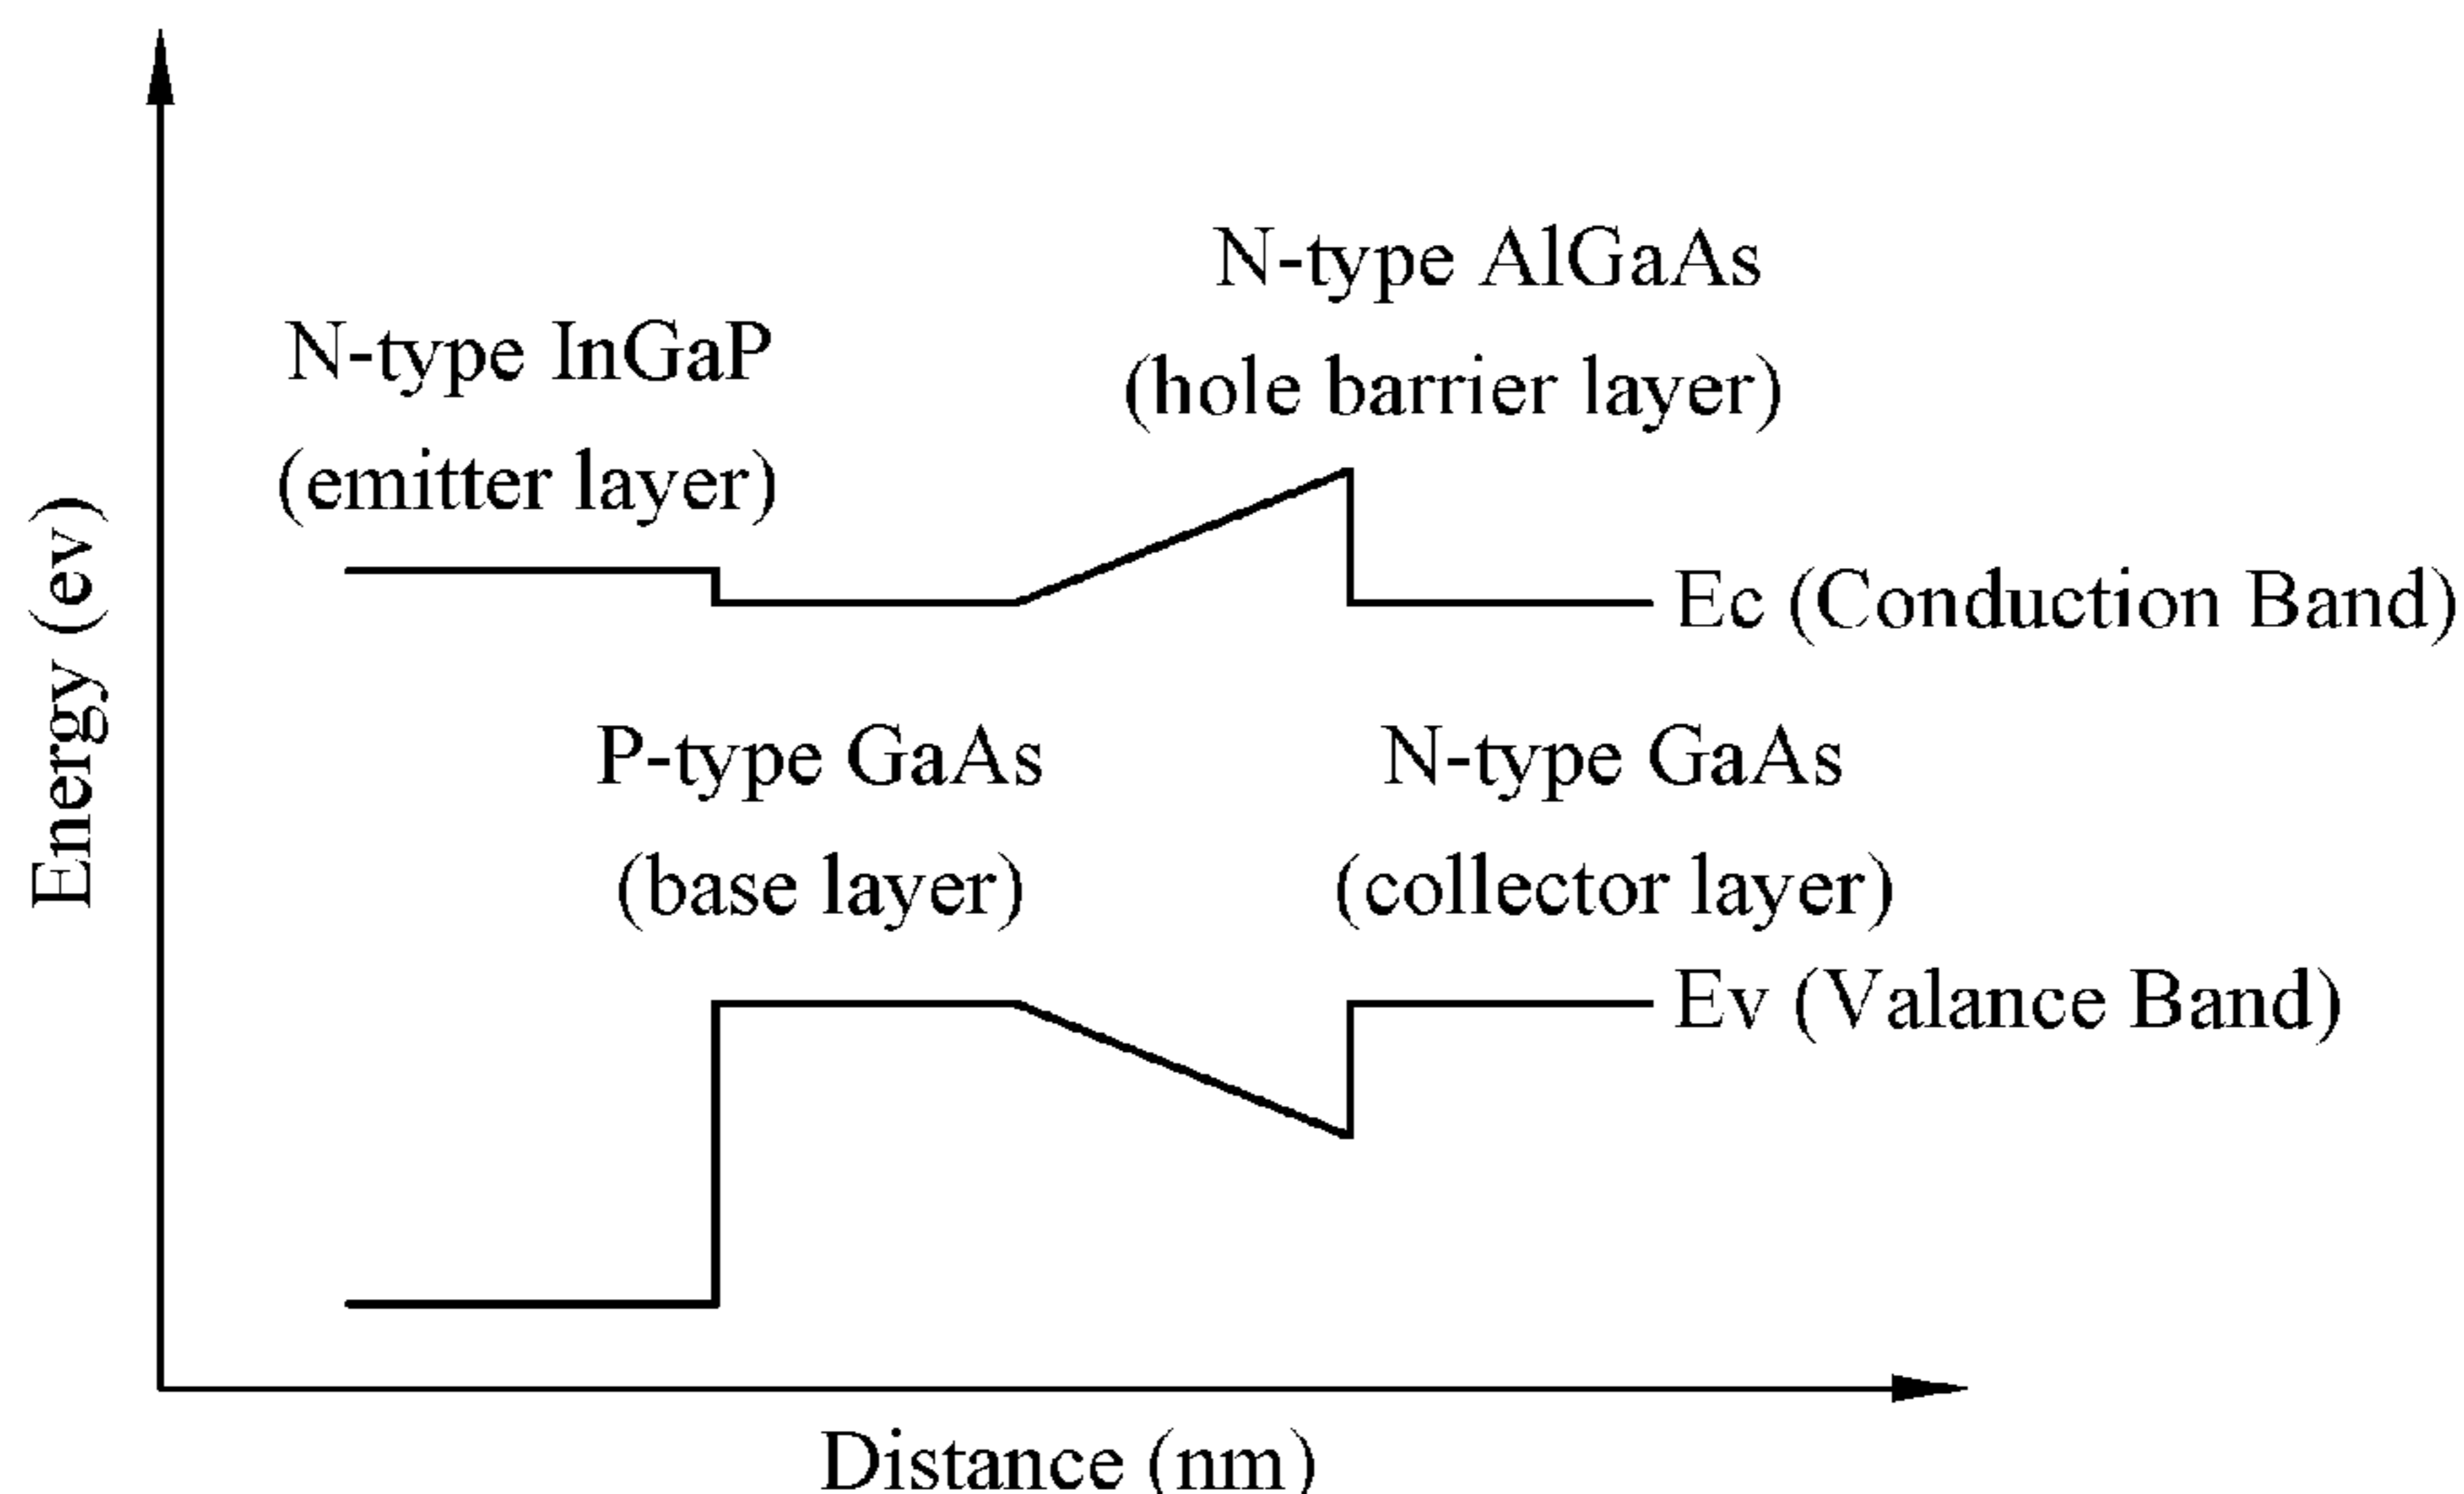 N-type AlGaAs
(hole barrier layer)
N-type InGaP
(emitter layer)
Energy (ev)
Ec (Conduction Band)
P-type GaAs
(base layer)
N-type GaAs
(collector layer)
Ev (Valance Band)
Distance (nm)